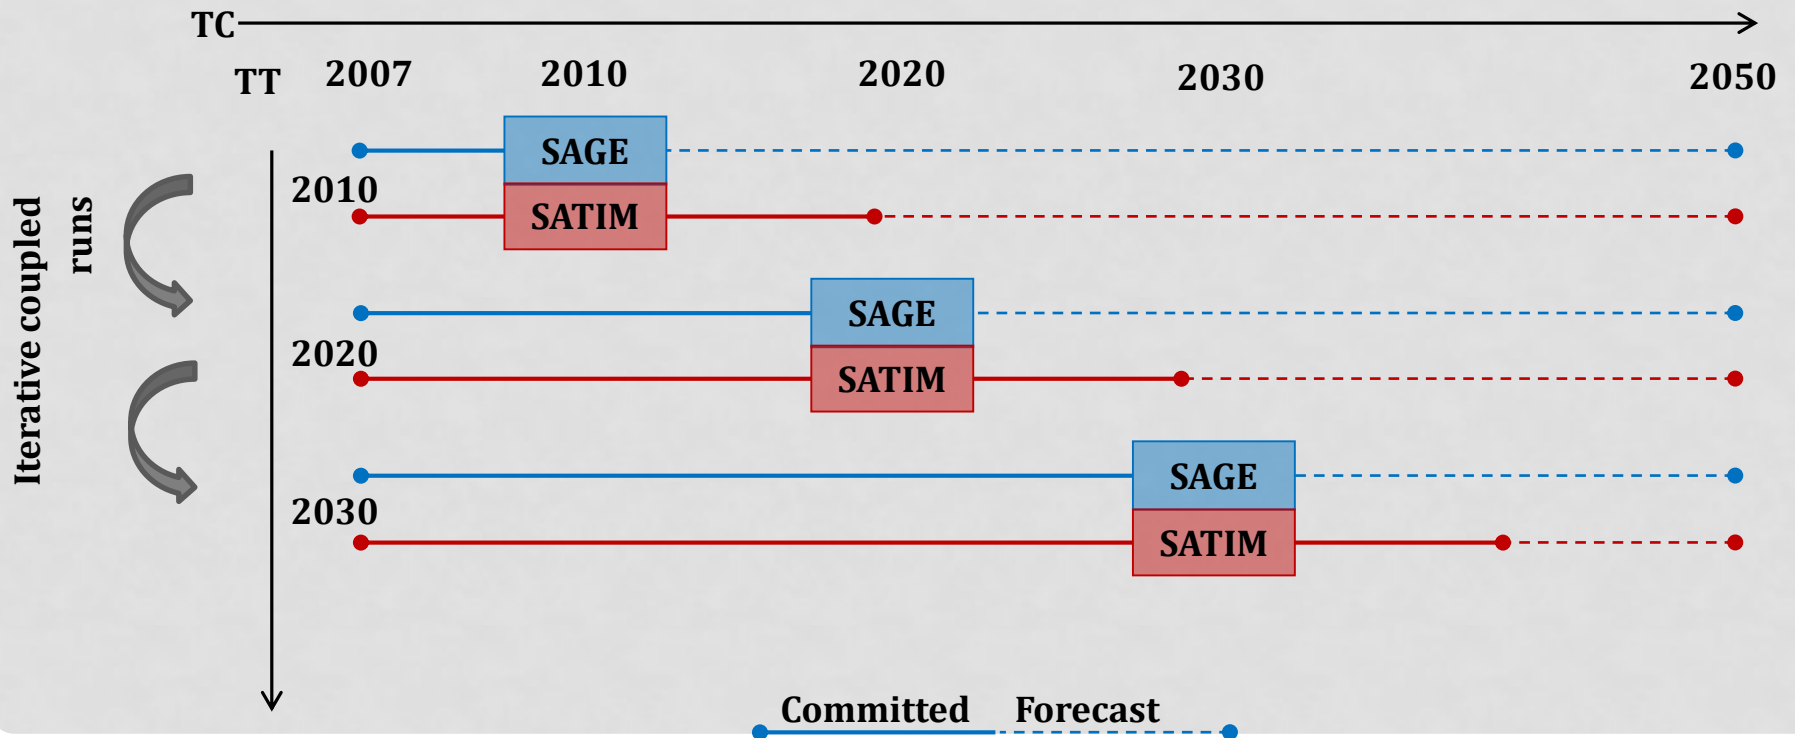 TC
TT 2007 2010 2020 2030 2050
Iterative coupled
runs
SAGE
2010
SATIM
SAGE
2020
SATIM
SAGE
2030
SATIM
Committed Forecast